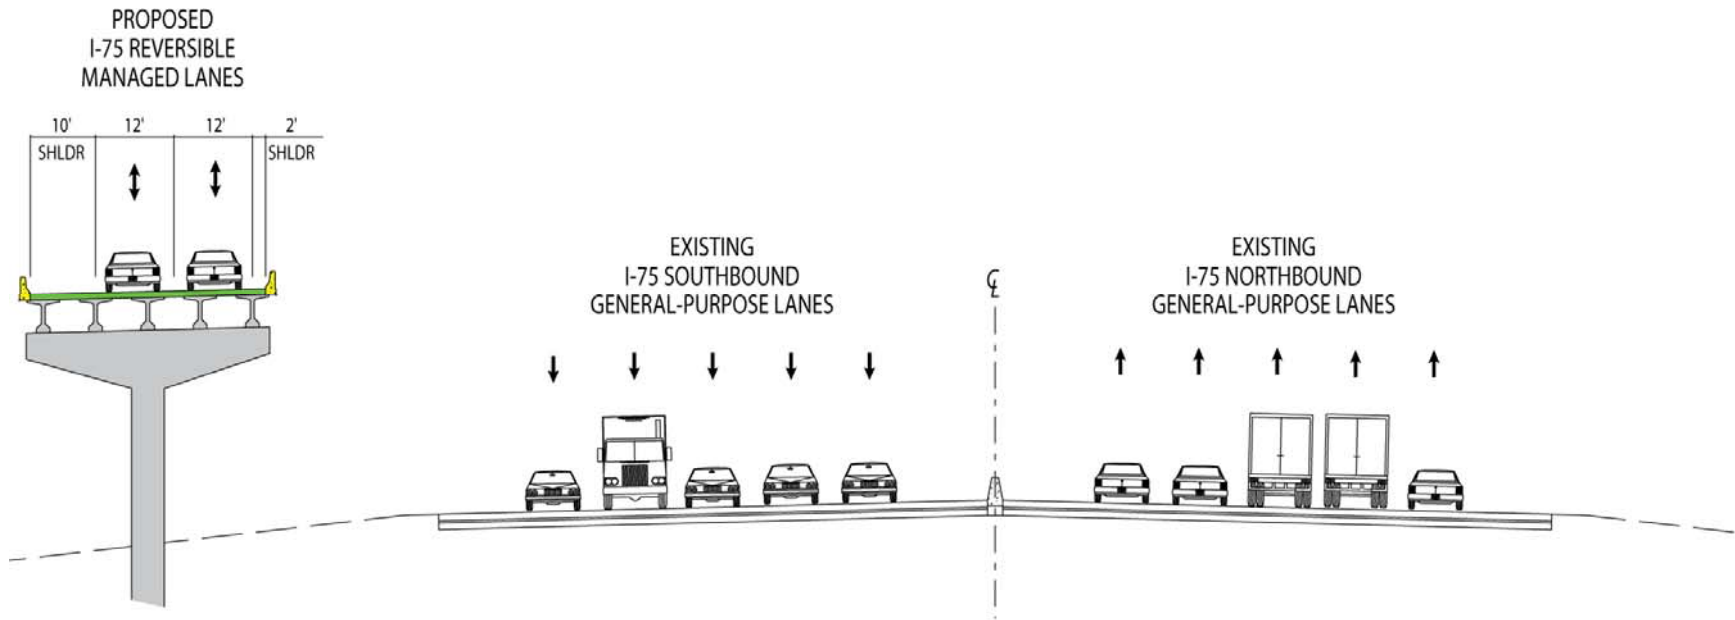 PROPOSED
I-75 REVERSIBLE
MANAGED LANES
10' 12' 12' 2'
SHLDR SHLDR
EXISTING
I-75 SOUTHBOUND
GENERAL-PURPOSE LANES
℄
EXISTING
I-75 NORTHBOUND
GENERAL-PURPOSE LANES